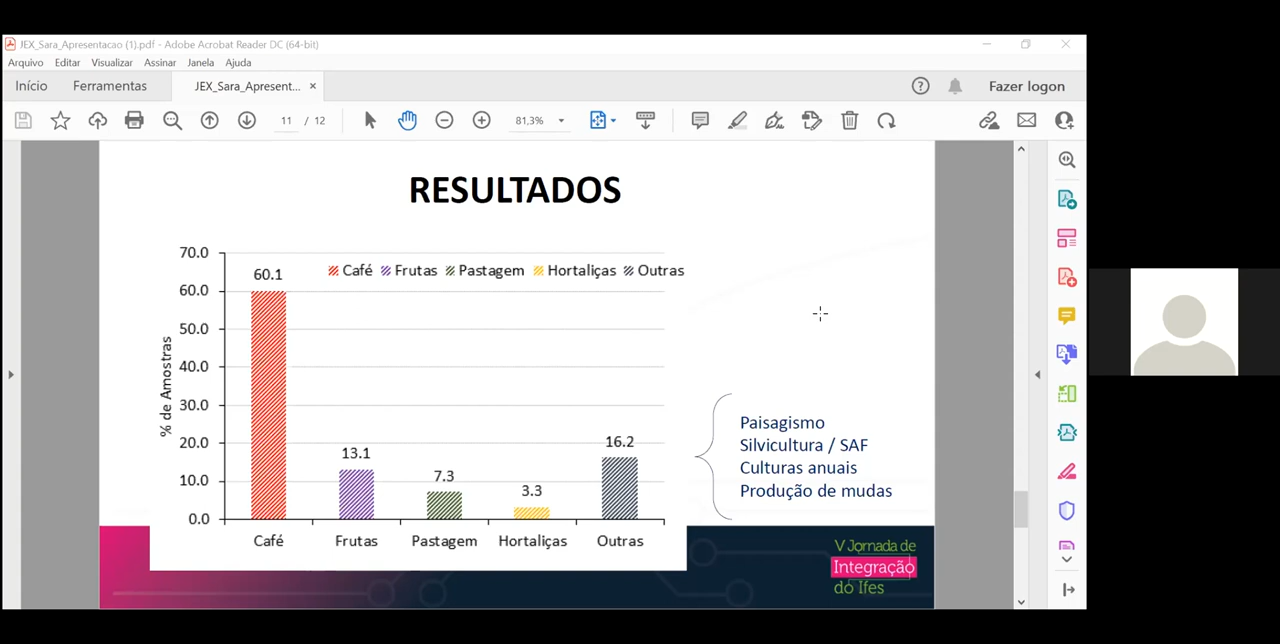 JEX_Sara_Apresentacao (1).pdf - Adobe Acrobat Reader DC (64-bit)
Arquivo Editar Visualizar Assinar Janela Ajuda
Início Ferramentas JEX_Sara_Apresent... × Fazer logon
11 / 12 81,3%
RESULTADOS
70.0
60.0
50.0
40.0
30.0
20.0
10.0
0.0
% de Amostras
Café Frutas Pastagem Hortaliças Outras
60.1
13.1
7.3
3.3
16.2
Café Frutas Pastagem Hortaliças Outras
Paisagismo
Silvicultura / SAF
Culturas anuais
Produção de mudas
V Jornada de
Integração
do Ifes